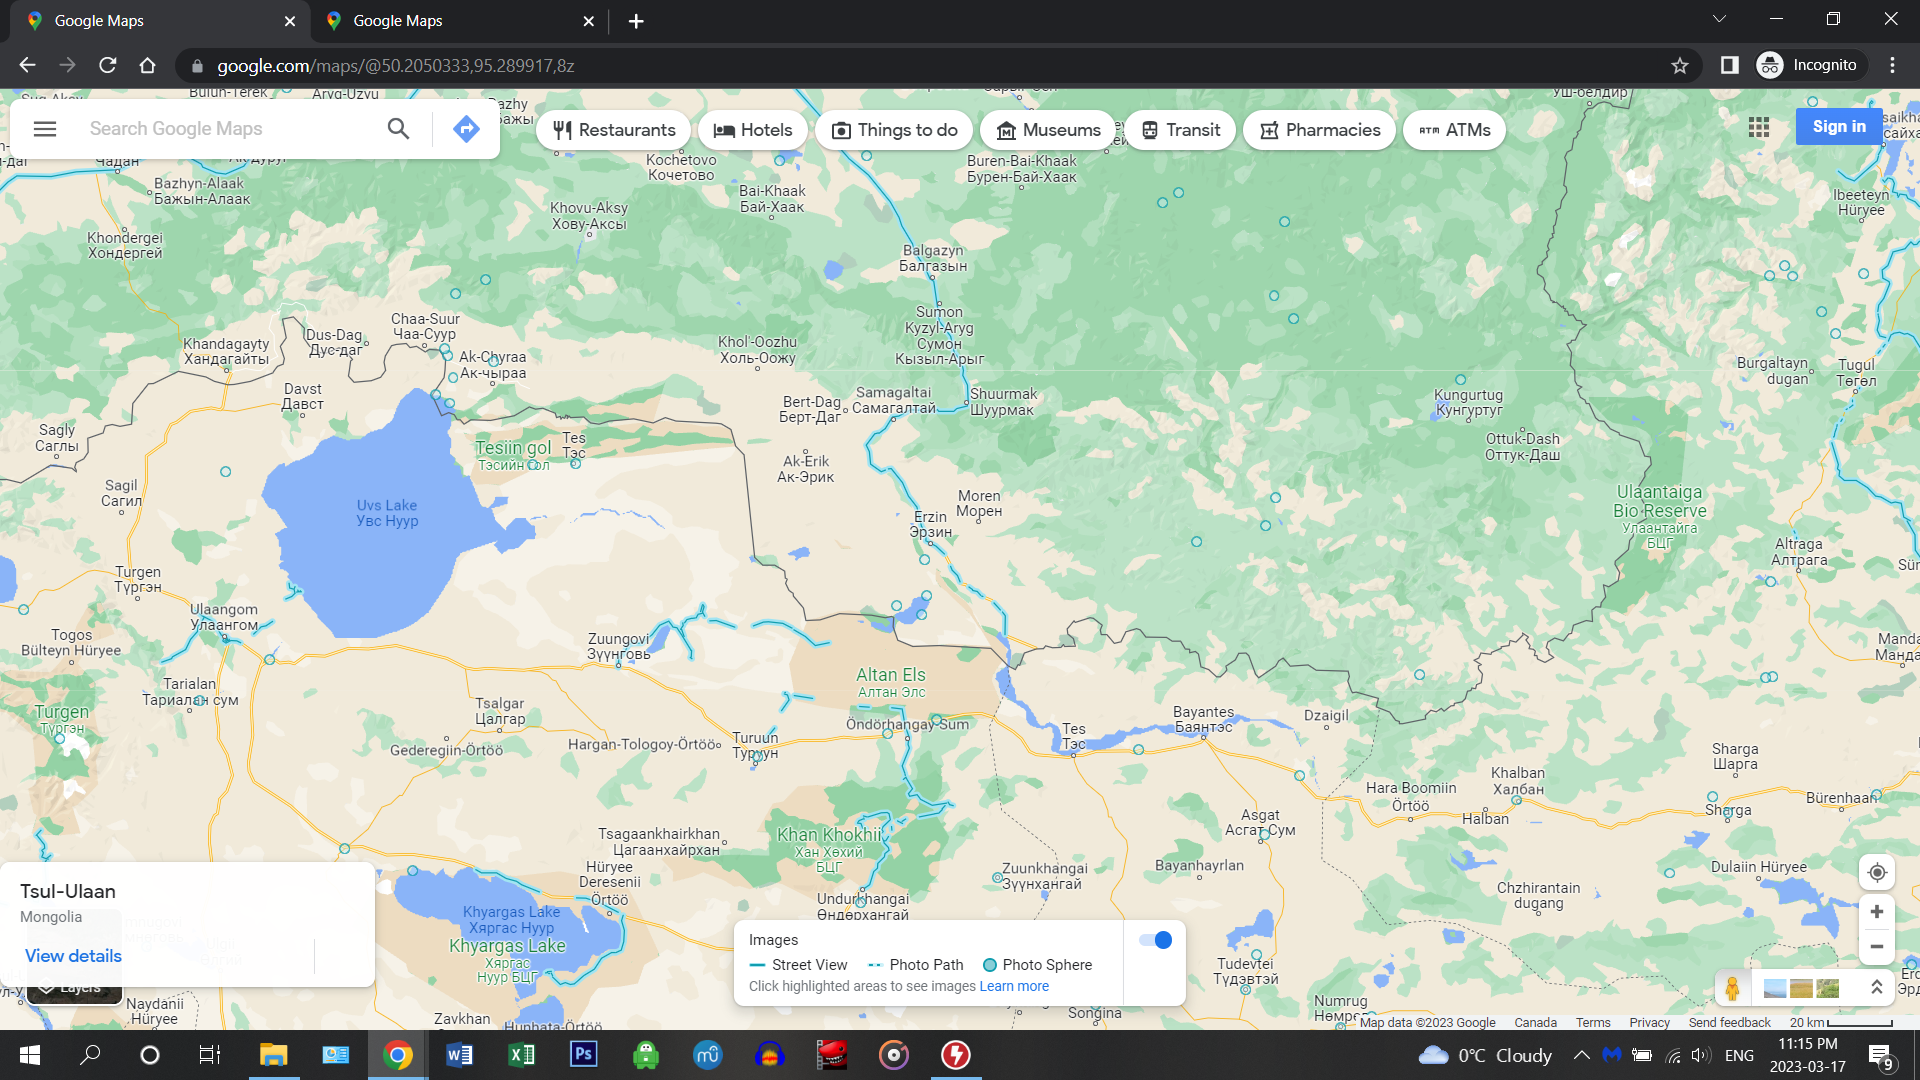 Google Maps
Google Maps
google.com/maps/@50.2050333,95.289917,8z
Incognito
Search Google Maps
Restaurants
Hotels
Things to do
Museums
Transit
Pharmacies
ATMs
Sign in
Bulun-Terek
Aryg-Uzyu
Чадан
Bazhyn-Alaak
Бажын-Алаак
Kochetovo
Кочетово
Bai-Khaak
Бай-Хаак
Buren-Bai-Khaak
Бурен-Бай-Хаак
Уш-белдир
Ibeeteyn
Hüryee
Khondergei
Хондергей
Khovu-Aksy
Хову-Аксы
Balgazyn
Балгазын
Chaa-Suur
Чаа-Суур
Dus-Dag
Дус-даг
Khandagayty
Хандагайты
Ak-Chyraa
Ак-чыраа
Khol'-Oozhu
Холь-Оожу
Sumon
Kyzyl-Aryg
Сумон
Кызыл-Арыг
Burgaltayn
dugan
Tugul
Төгөл
Davst
Давст
Bert-Dag
Берт-Даг
Samagaltai
Самагалтай
Shuurmak
Шуурмак
Kungurtug
Кунгуртуг
Sagly
Саглы
Tesiin gol
Тэсийн гол
Tes
Тэс
Ottuk-Dash
Оттук-Даш
Ak-Erik
Ак-Эрик
Sagil
Сагил
Uvs Lake
Увс Нуур
Moren
Морен
Erzin
Эрзин
Ulaantaiga
Bio Reserve
Улаантайга
БЦГ
Altraga
Алтрага
Turgen
Түргэн
Ulaangom
Улаангом
Togos
Bülteyn Hüryee
Zuungovi
Зүүнговь
Tarialan
Тариалан сум
Altan Els
Алтан Элс
Turgen
Түргэн
Tsalgar
Цалгар
Gederegiin-Örtöö
Hargan-Tologoy-Örtöö
Turuun
Туруун
Öndörhangay Sum
Tes
Тэс
Bayantes
Баянтэс
Dzaigil
Sharga
Шарга
Khalban
Халбан
Hara Boomiin
Örtöö
Halban
Sharga
Bürenhaan
Asgat
Асгат Сум
Tsagaankhairkhan
Цагаанхайрхан
Khan Khokhii
Хан Хөхий
БЦГ
Hüryee
Deresenii
Örtöö
Zuunkhangai
Зүүнхангай
Bayanhayrlan
Dulaiin Hüryee
Chzhirantain
dugang
Undurkhangai
Өндөрхангай
Khyargas Lake
Хяргас Нуур
Khyargas Lake
Хяргас
Нуур БЦГ
Tudevtei
Түдэвтэй
Numrug
Naydanii
Hüryee
Zavkhan
Songina
Tsul-Ulaan
Mongolia
View details
Layers
Images
Street View
Photo Path
Photo Sphere
Click highlighted areas to see images Learn more
Map data ©2023 Google
Canada
Terms
Privacy
Send feedback
20 km
0°C Cloudy
ENG
11:15 PM
2023-03-17
9